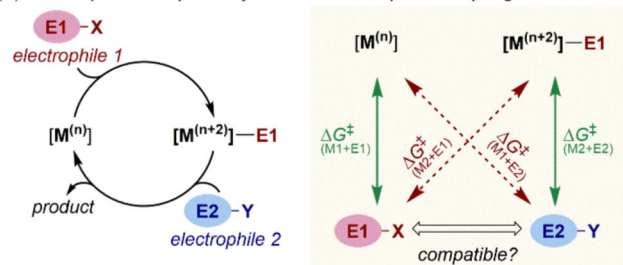 E1-X
electrophile 1
[M(n)]
[M(n+2)]—E1
product
E2-Y
electrophile 2
[M(n)]
[M(n+2)]—E1
ΔG‡
(M1+E1)
ΔG‡
(M2+E1)
ΔG‡
(M1+E2)
ΔG‡
(M2+E2)
E1-X
E2-Y
compatible?